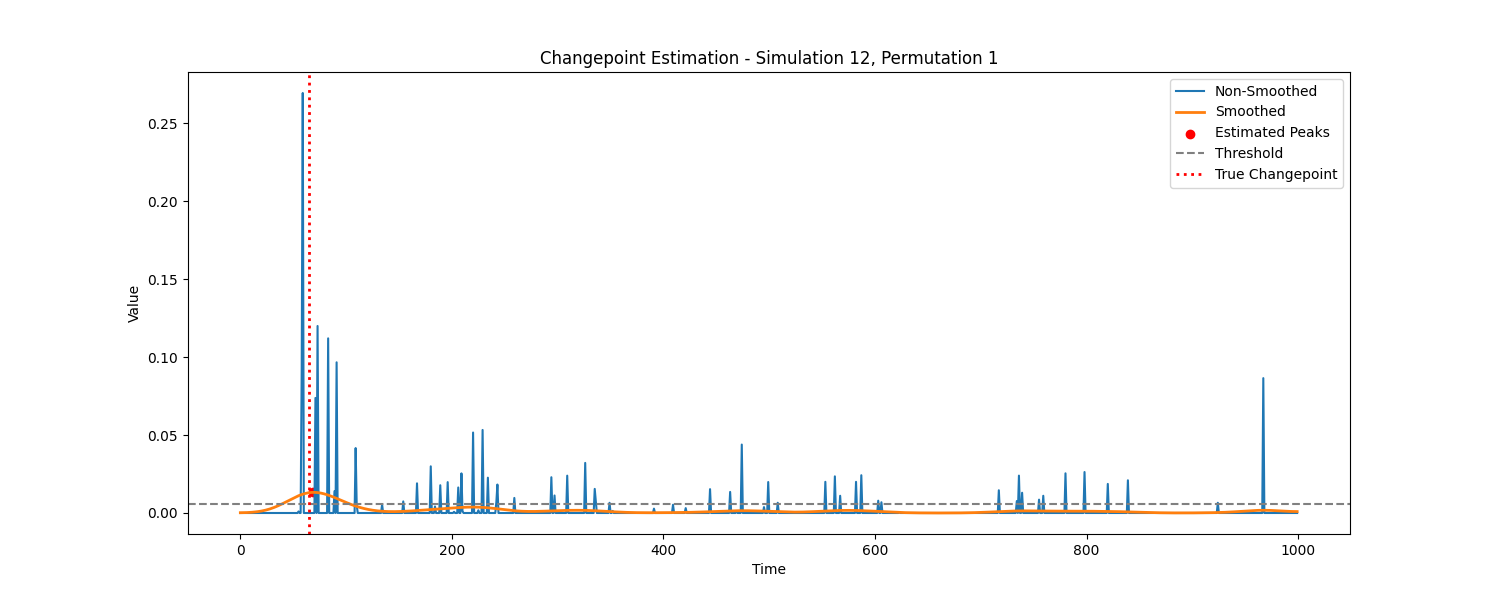 Changepoint Estimation - Simulation 12, Permutation 1
Non-Smoothed
Smoothed
Estimated Peaks
Threshold
True Changepoint
Value
0.25
0.20
0.15
0.10
0.05
0.00
0 200 400 600 800 1000
Time